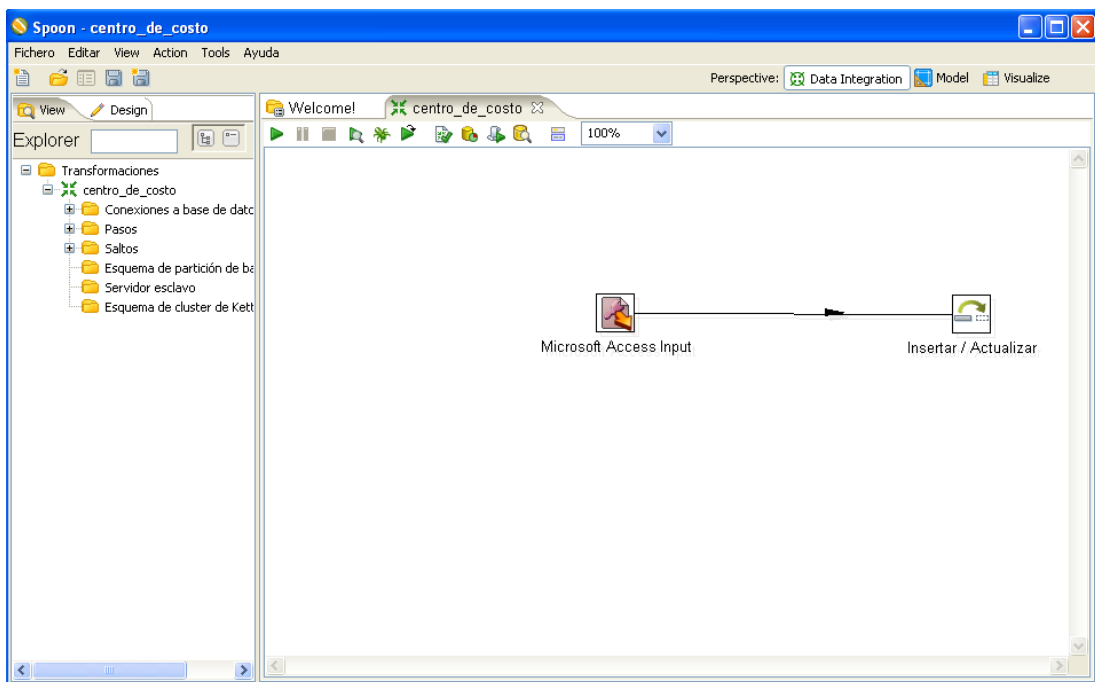 Spoon - centro_de_costo
Fichero Editar View Action Tools Ayuda
Perspective: Data Integration Model Visualize
View Design
Welcome! centro_de_costo
Explorer
100%
Transformaciones
centro_de_costo
Conexiones a base de datc
Pasos
Saltos
Esquema de partición de ba
Servidor esclavo
Esquema de cluster de Kett
Microsoft Access Input
Insertar / Actualizar